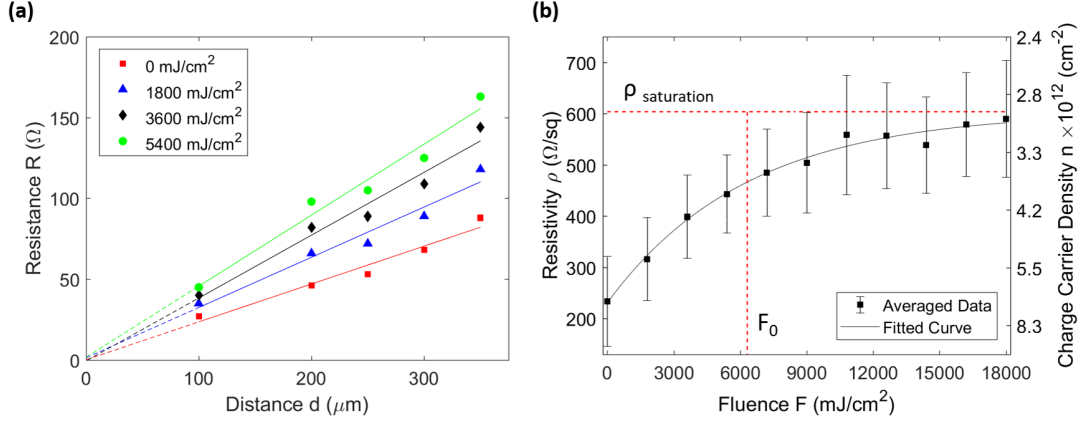 (a)
200
150
100
50
0
0
100
200
300
Resistance R (Ω)
Distance d (μm)
0 mJ/cm²
1800 mJ/cm²
3600 mJ/cm²
5400 mJ/cm²
(b)
700
600
500
400
300
200
0
3000
6000
9000
12000
15000
18000
2.4
2.8
3.3
4.2
5.5
8.3
Resistivity ρ (Ω/sq)
Fluence F (mJ/cm²)
Charge Carrier Density n × 10¹² (cm⁻²)
ρ saturation
F₀
Averaged Data
Fitted Curve